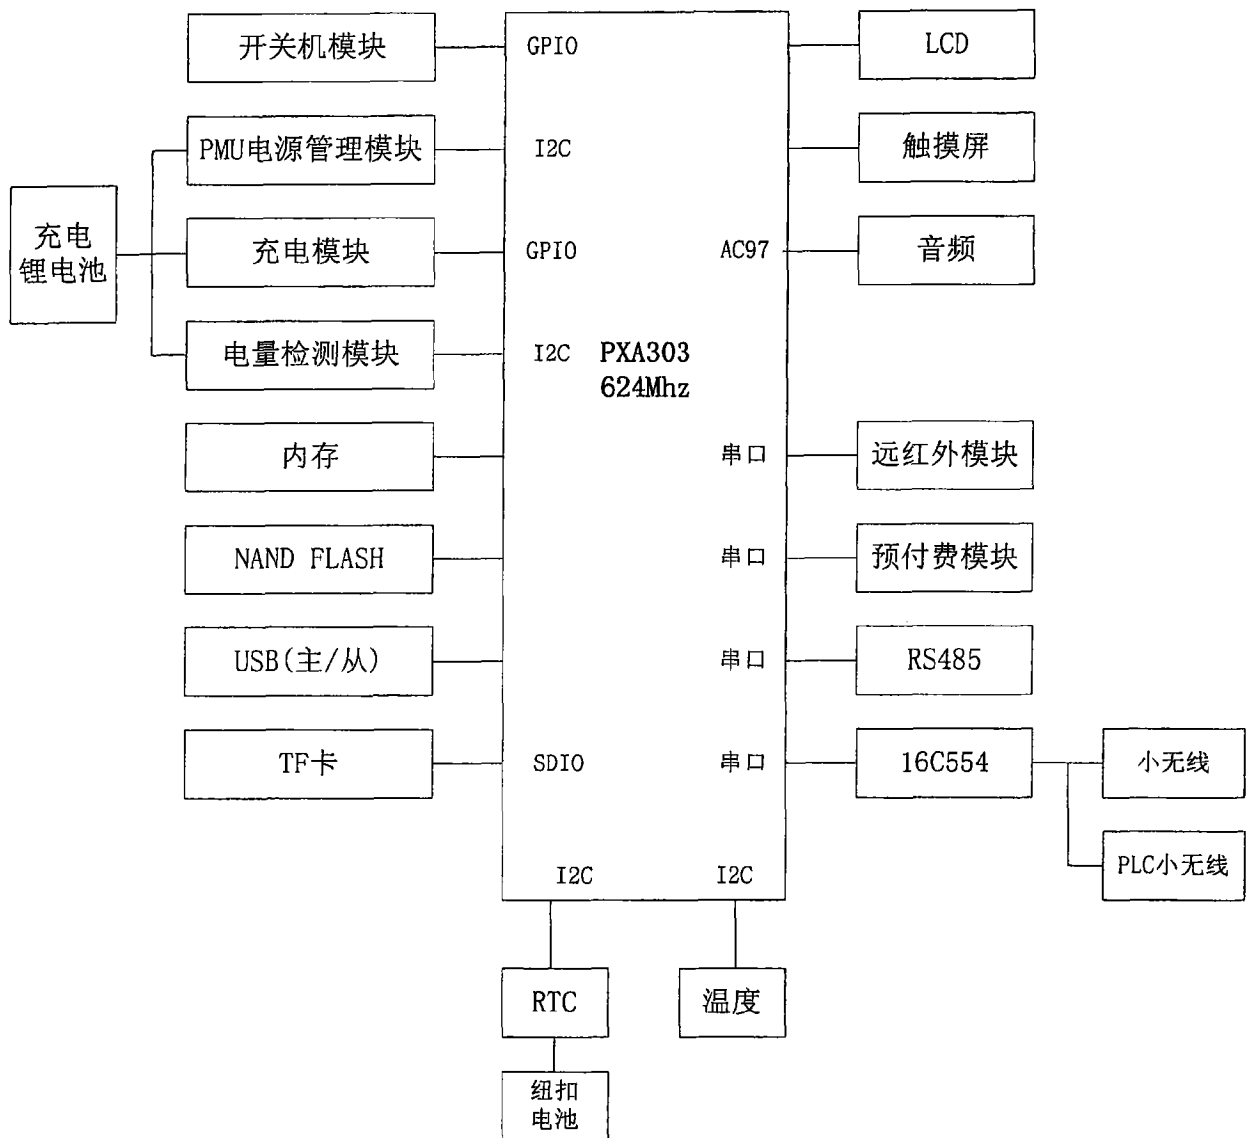 开关机模块
GPIO
LCD
PMU电源管理模块
I2C
触摸屏
充电
锂电池
充电模块
GPIO
AC97
音频
电量检测模块
I2C
PXA303
624Mhz
内存
串口
远红外模块
NAND FLASH
串口
预付费模块
USB(主/从)
串口
RS485
TF卡
SDIO
串口
16C554
小无线
PLC小无线
I2C
I2C
RTC
温度
纽扣
电池